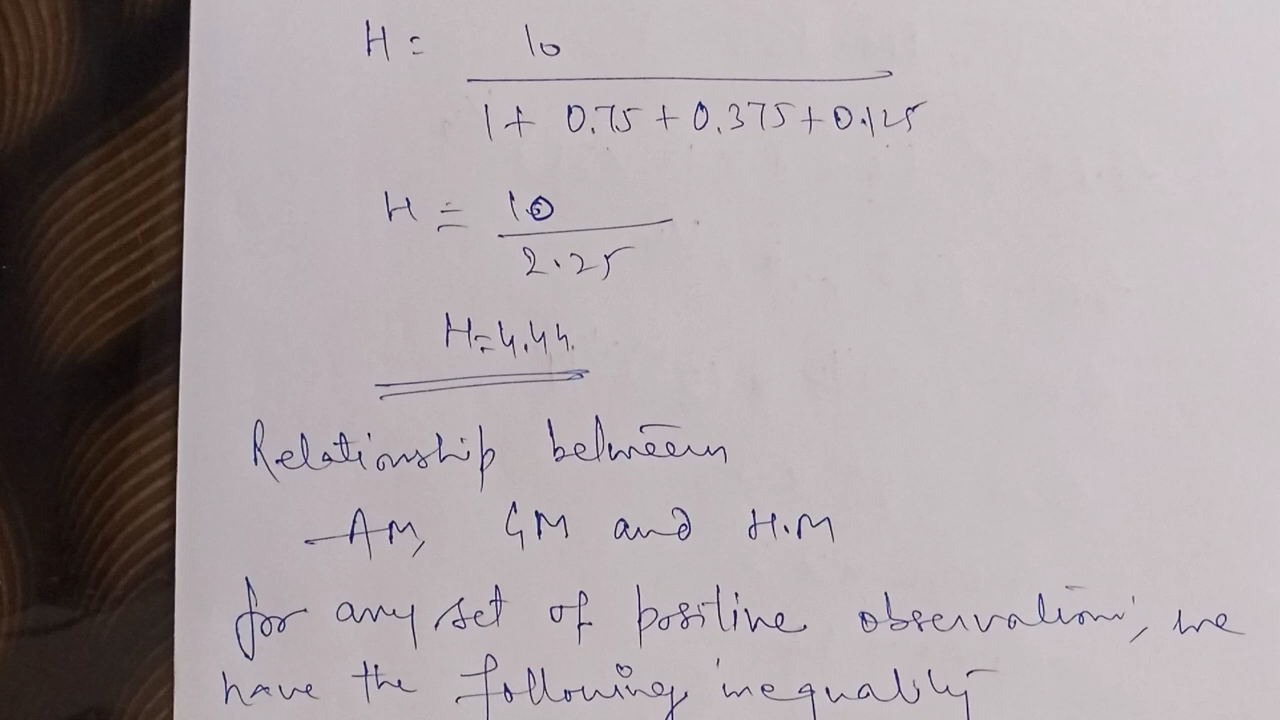 H = 10
1 + 0.75 + 0.375 + 0.125
H = 10
2.25
H = 4.44.
Relationship between
AM, GM and H.M
for any set of positive observations, we
have the following inequality